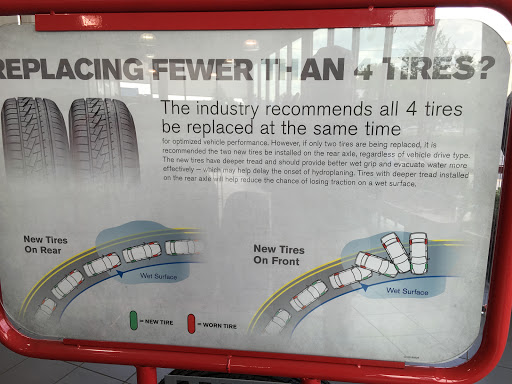 REPLACING FEWER THAN 4 TIRES?
The industry recommends all 4 tires
be replaced at the same time
for optimized vehicle performance. However, if only two tires are being replaced, it is
recommended the two new tires be installed on the rear axle, regardless of vehicle drive type.
The new tires have deeper tread and should provide better wet grip and evacuate water more
effectively – which may help delay the onset of hydroplaning. Tires with deeper tread installed
on the rear axle will help reduce the chance of losing traction on a wet surface.
New Tires
On Rear
Wet Surface
New Tires
On Front
Wet Surface
= NEW TIRE
= WORN TIRE